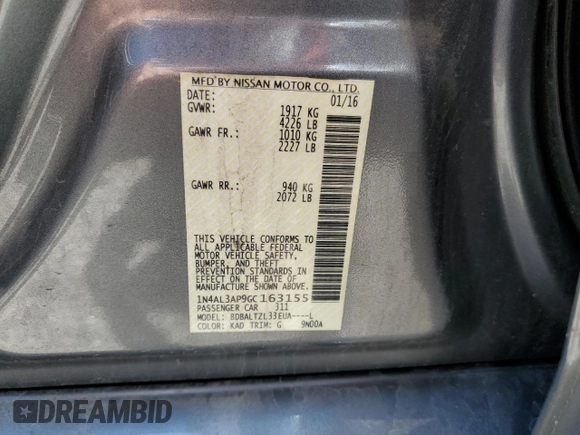 MFD BY NISSAN MOTOR CO., LTD.
DATE: 01/16
GVWR: 1917 KG
4226 LB
GAWR FR.: 1010 KG
2227 LB
GAWR RR.: 940 KG
2072 LB
THIS VEHICLE CONFORMS TO
ALL APPLICABLE FEDERAL
MOTOR VEHICLE SAFETY,
BUMPER, AND THEFT
PREVENTION STANDARDS IN
EFFECT ON THE DATE OF
MANUFACTURE SHOWN ABOVE.
1N4AL3AP9GC163155
PASSENGER CAR 311
MODEL: BDBALTZL33EUA----L
COLOR: KAD TRIM: G 9N00A
DREAMBID